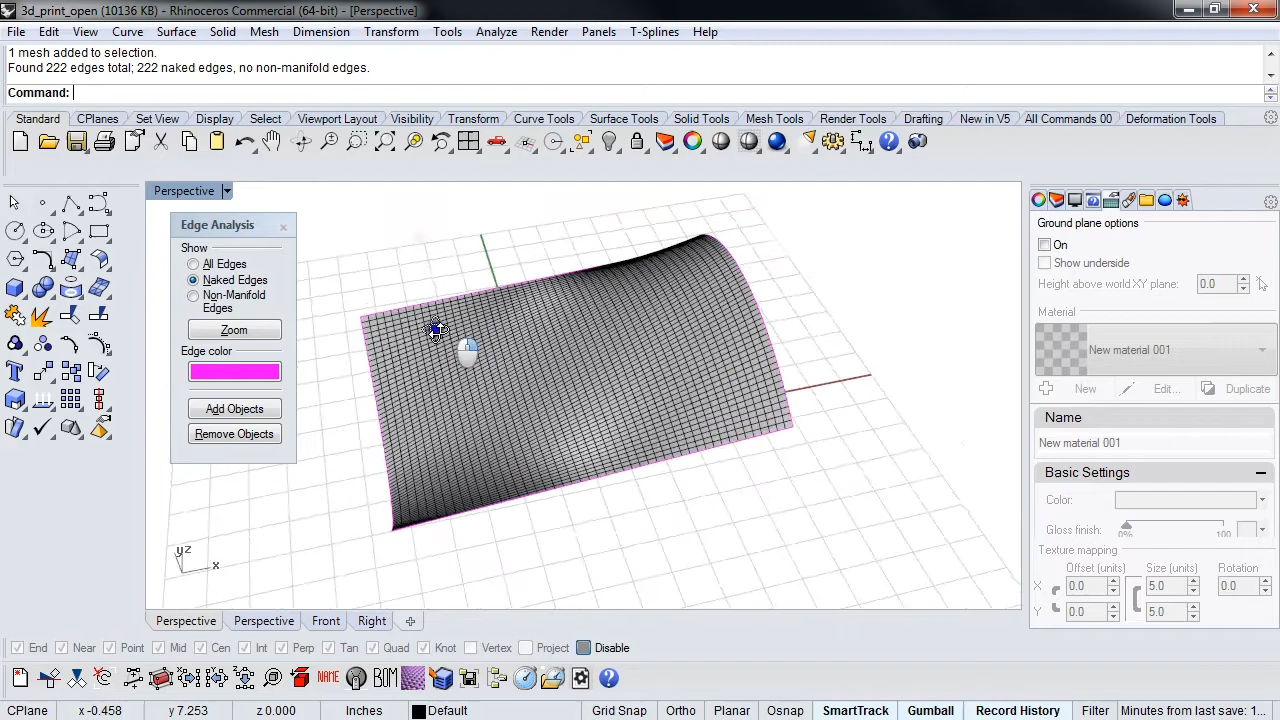 3d_print_open (10136 KB) - Rhinoceros Commercial (64-bit) - [Perspective]
File Edit View Curve Surface Solid Mesh Dimension Transform Tools Analyze Render Panels T-Splines Help
1 mesh added to selection.
Found 222 edges total; 222 naked edges, no non-manifold edges.
Command:
Standard CPlanes Set View Display Select Viewport Layout Visibility Transform Curve Tools Surface Tools Solid Tools Mesh Tools Render Tools Drafting New in V5 All Commands 00 Deformation Tools
Perspective
Edge Analysis
Show
All Edges
Naked Edges
Non-Manifold
Edges
Zoom
Edge color
Add Objects
Remove Objects
yz
x
Ground plane options
On
Show underside
Height above world XY plane: 0.0
Material
New material 001
New Edit... Duplicate
Name
New material 001
Basic Settings
Color:
Gloss finish: 0% 100
Texture mapping
Offset (units) Size (units) Rotation
X 0.0 5.0 0.0
Y 0.0 5.0
Perspective Perspective Front Right
End Near Point Mid Cen Int Perp Tan Quad Knot Vertex Project Disable
NAME BOM
CPlane x -0.458 y 7.253 z 0.000 Inches Default Grid Snap Ortho Planar Osnap SmartTrack Gumball Record History Filter Minutes from last save: 1...